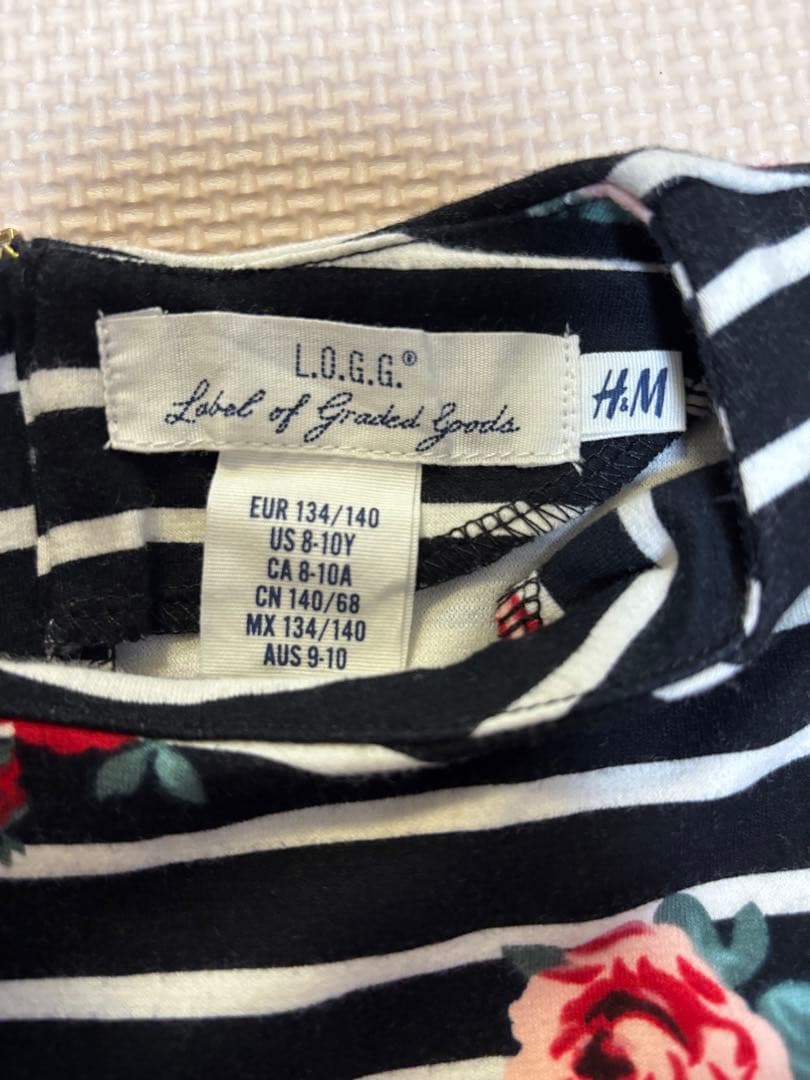 L.O.G.G.®
Label of Graded Goods
H&M
EUR 134/140
US 8-10Y
CA 8-10A
CN 140/68
MX 134/140
AUS 9-10